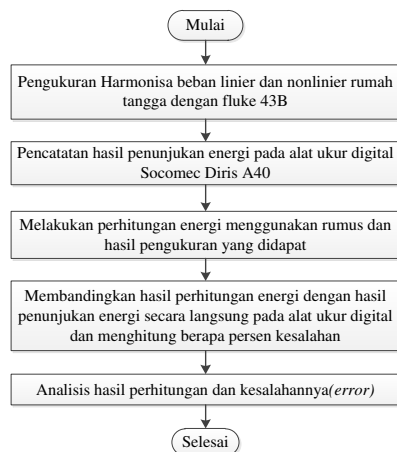 Mulai
Pengukuran Harmonisa beban linier dan nonlinier rumah
tangga dengan fluke 43B
Pencatatan hasil penunjukan energi pada alat ukur digital
Socomec Diris A40
Melakukan perhitungan energi menggunakan rumus dan
hasil pengukuran yang didapat
Membandingkan hasil perhitungan energi dengan hasil
penunjukan energi secara langsung pada alat ukur digital
dan menghitung berapa persen kesalahan
Analisis hasil perhitungan dan kesalahannya(error)
Selesai